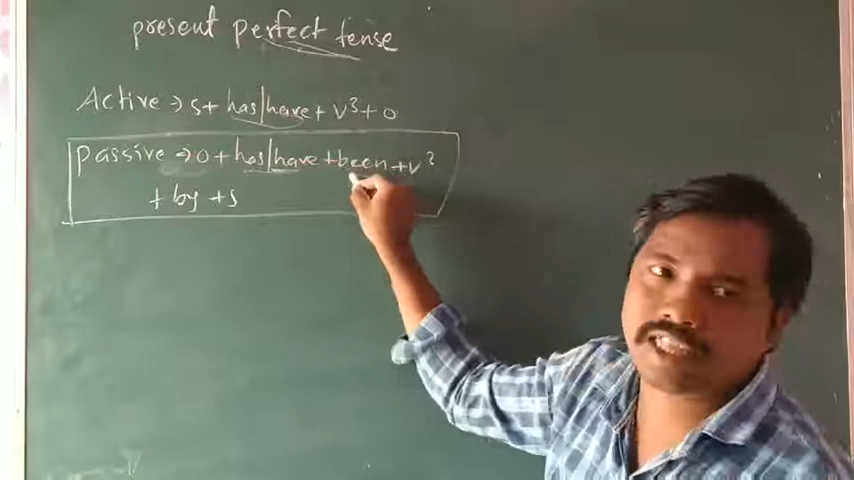 present perfect tense
Active → s+ has/have + v³ + o
passive → o + has/have + been + v³
+ by + s